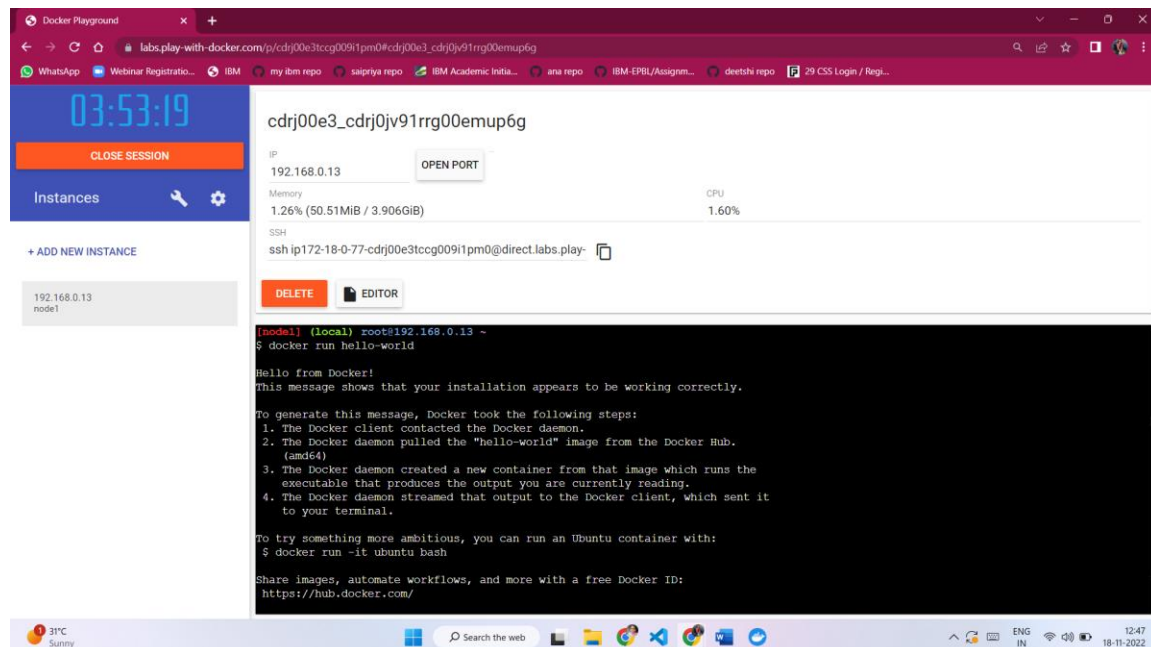 Docker Playground
labs.play-with-docker.com/p/cdrj00e3tccg009i1pm0#cdrj00e3_cdrj0jv91rrg00emup6g
WhatsApp Webinar Registratio... IBM my ibm repo saipriya repo IBM Academic Initia... ana repo IBM-EPBL/Assignm... deetshi repo 29 CSS Login / Regi...
03:53:19
CLOSE SESSION
Instances
+ ADD NEW INSTANCE
192.168.0.13
node1
cdrj00e3_cdrj0jv91rrg00emup6g
IP
192.168.0.13
OPEN PORT
Memory
1.26% (50.51MiB / 3.906GiB)
CPU
1.60%
SSH
ssh ip172-18-0-77-cdrj00e3tccg009i1pm0@direct.labs.play-
DELETE
EDITOR
[node1] (local) root@192.168.0.13 ~
$ docker run hello-world
Hello from Docker!
This message shows that your installation appears to be working correctly.
To generate this message, Docker took the following steps:
1. The Docker client contacted the Docker daemon.
2. The Docker daemon pulled the "hello-world" image from the Docker Hub.
(amd64)
3. The Docker daemon created a new container from that image which runs the
executable that produces the output you are currently reading.
4. The Docker daemon streamed that output to the Docker client, which sent it
to your terminal.
To try something more ambitious, you can run an Ubuntu container with:
$ docker run -it ubuntu bash
Share images, automate workflows, and more with a free Docker ID:
https://hub.docker.com/
1
31°C
Sunny
Search the web
ENG
IN
12:47
18-11-2022